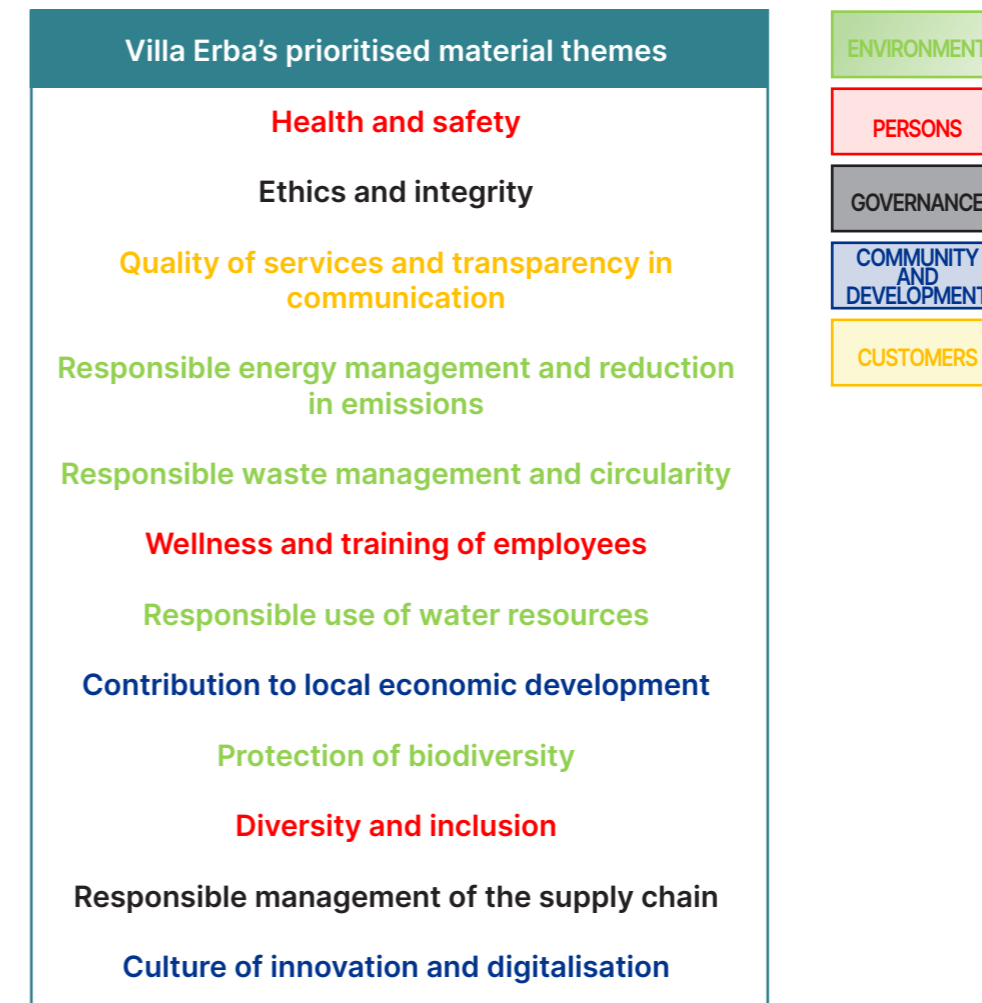 Villa Erba’s prioritised material themes
Health and safety
Ethics and integrity
Quality of services and transparency in
communication
Responsible energy management and reduction
in emissions
Responsible waste management and circularity
Wellness and training of employees
Responsible use of water resources
Contribution to local economic development
Protection of biodiversity
Diversity and inclusion
Responsible management of the supply chain
Culture of innovation and digitalisation
ENVIRONMENT
PERSONS
GOVERNANCE
COMMUNITY
AND
DEVELOPMENT
CUSTOMERS